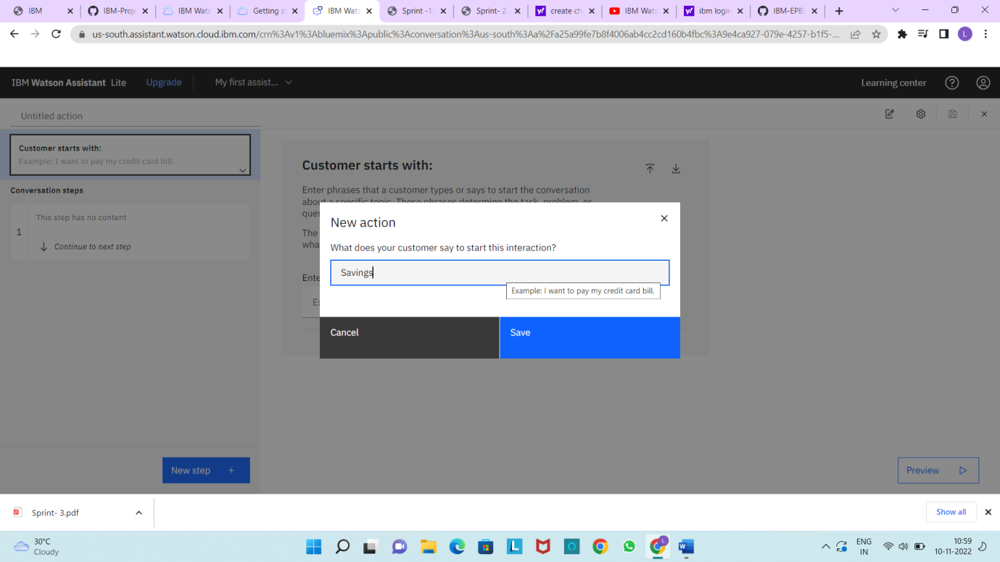 IBM
IBM-Proje
IBM Wats
Getting st
IBM Wats
Sprint -1
Sprint- 2
create cha
IBM Wats
ibm login
IBM-EPBL
us-south.assistant.watson.cloud.ibm.com/crn%3Av1%3Abluemix%3Apublic%3Aconversation%3Aus-south%3Aa%2fa25a99fe7b8f4006ab4cc2cd160b4fbc%3A9e4ca927-079e-4257-b1f5-...
L
IBM Watson Assistant Lite
Upgrade
My first assist...
Learning center
Untitled action
Customer starts with:
Example: I want to pay my credit card bill.
Conversation steps
This step has no content
1
Continue to next step
New step +
Customer starts with:
Enter phrases that a customer types or says to start the conversation
about a specific topic. These phrases determine the task, problem, or
ques
The
wha
Ente
Ex
New action
What does your customer say to start this interaction?
Savings
Example: I want to pay my credit card bill.
Cancel
Save
Preview
Sprint- 3.pdf
Show all
30°C
Cloudy
L
W
ENG
IN
10:59
10-11-2022